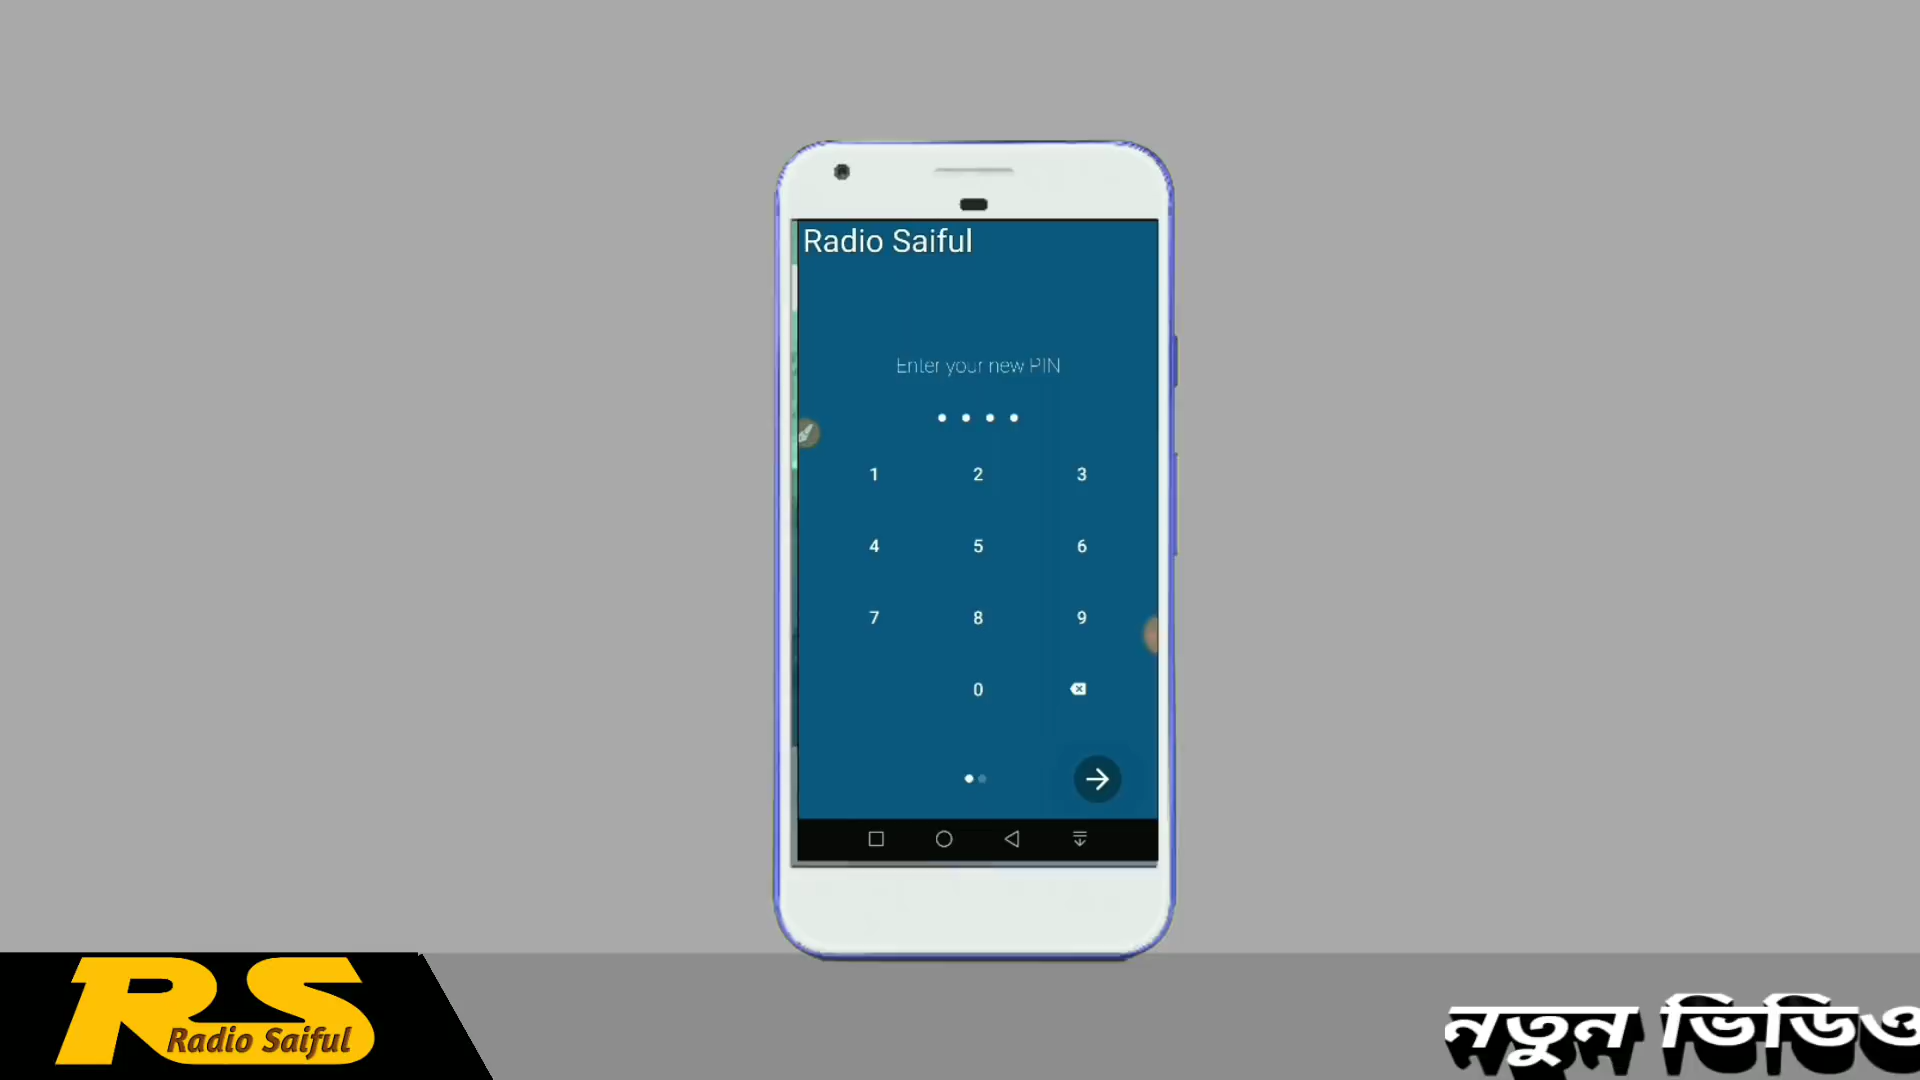 Radio Saiful
Enter your new PIN
1 2 3
4 5 6
7 8 9
0
RS
Radio Saiful
নতুন ভিডিও